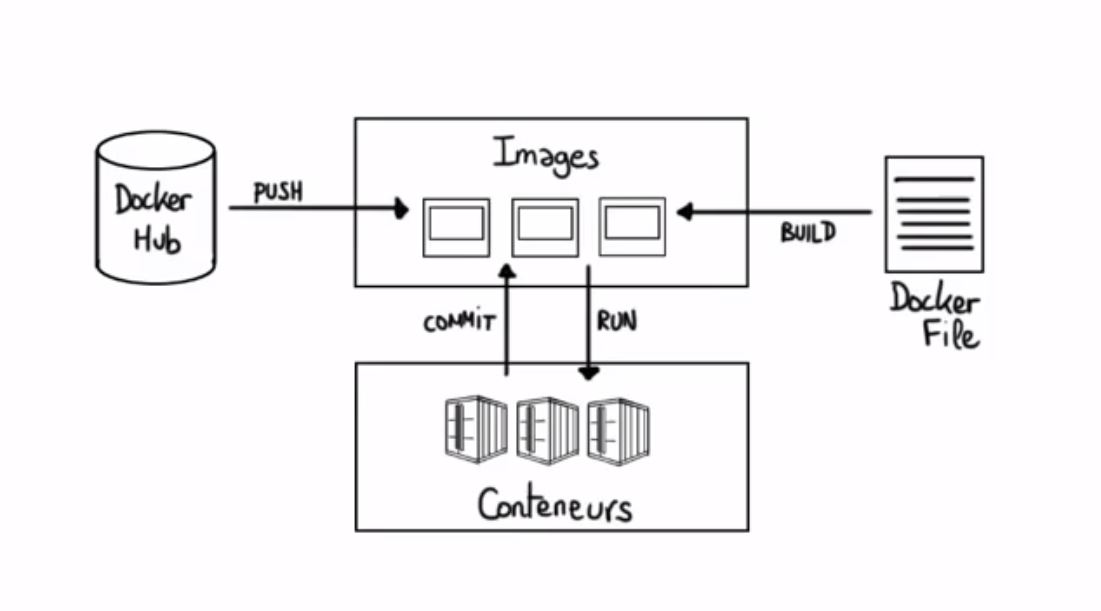 Images
Docker
Hub
PUSH
BUILD
Docker
File
COMMIT
RUN
Conteneurs